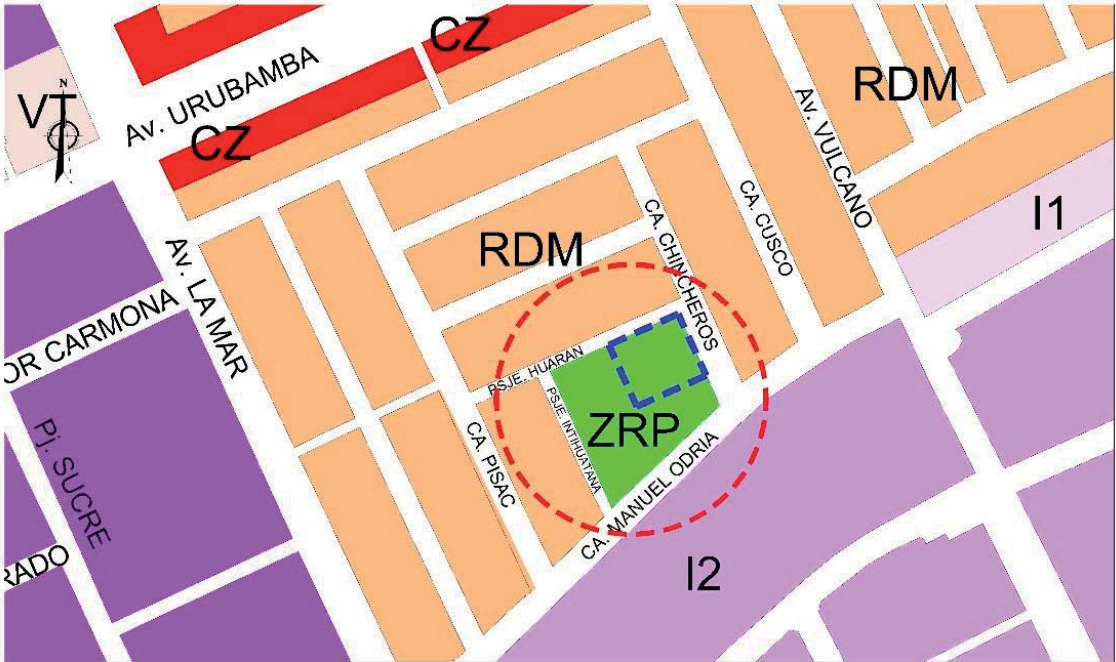 CZ
CZ
Av. URUBAMBA
N
VT
RDM
Av. VULCANO
CA. CUSCO
CA. CHINCHEROS
I1
RDM
Av. LA MAR
OR CARMONA
PSJE. HUARAN
PSJE. INTIHUATANA
ZRP
CA. PISAC
CA. MANUEL ODRIA
Pj. SUCRE
RADO
I2